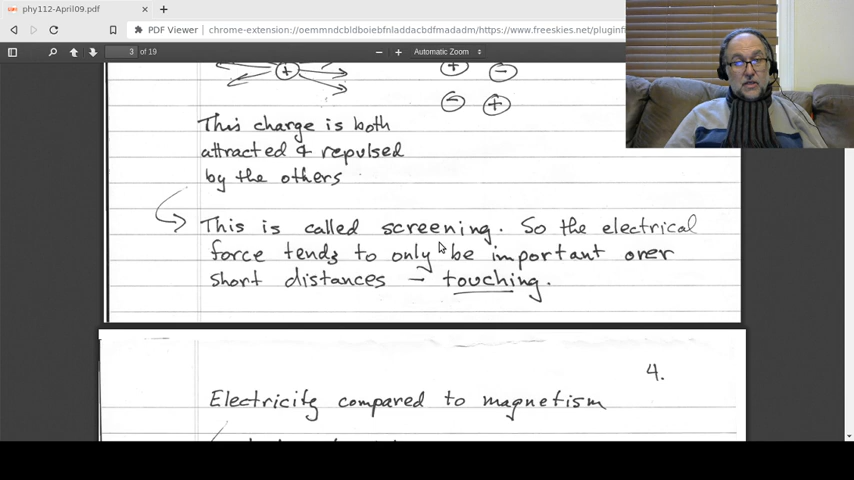 phy112-April09.pdf
PDF Viewer
chrome-extension://oemmndcbldboiebfnladdacbdfmadadm/https://www.freeskies.net/pluginfi
3 of 19
Automatic Zoom
+
+ −
− +
This charge is both
attracted & repulsed
by the others
This is called screening. So the electrical
force tends to only be important over
short distances – touching.
4.
Electricity compared to magnetism